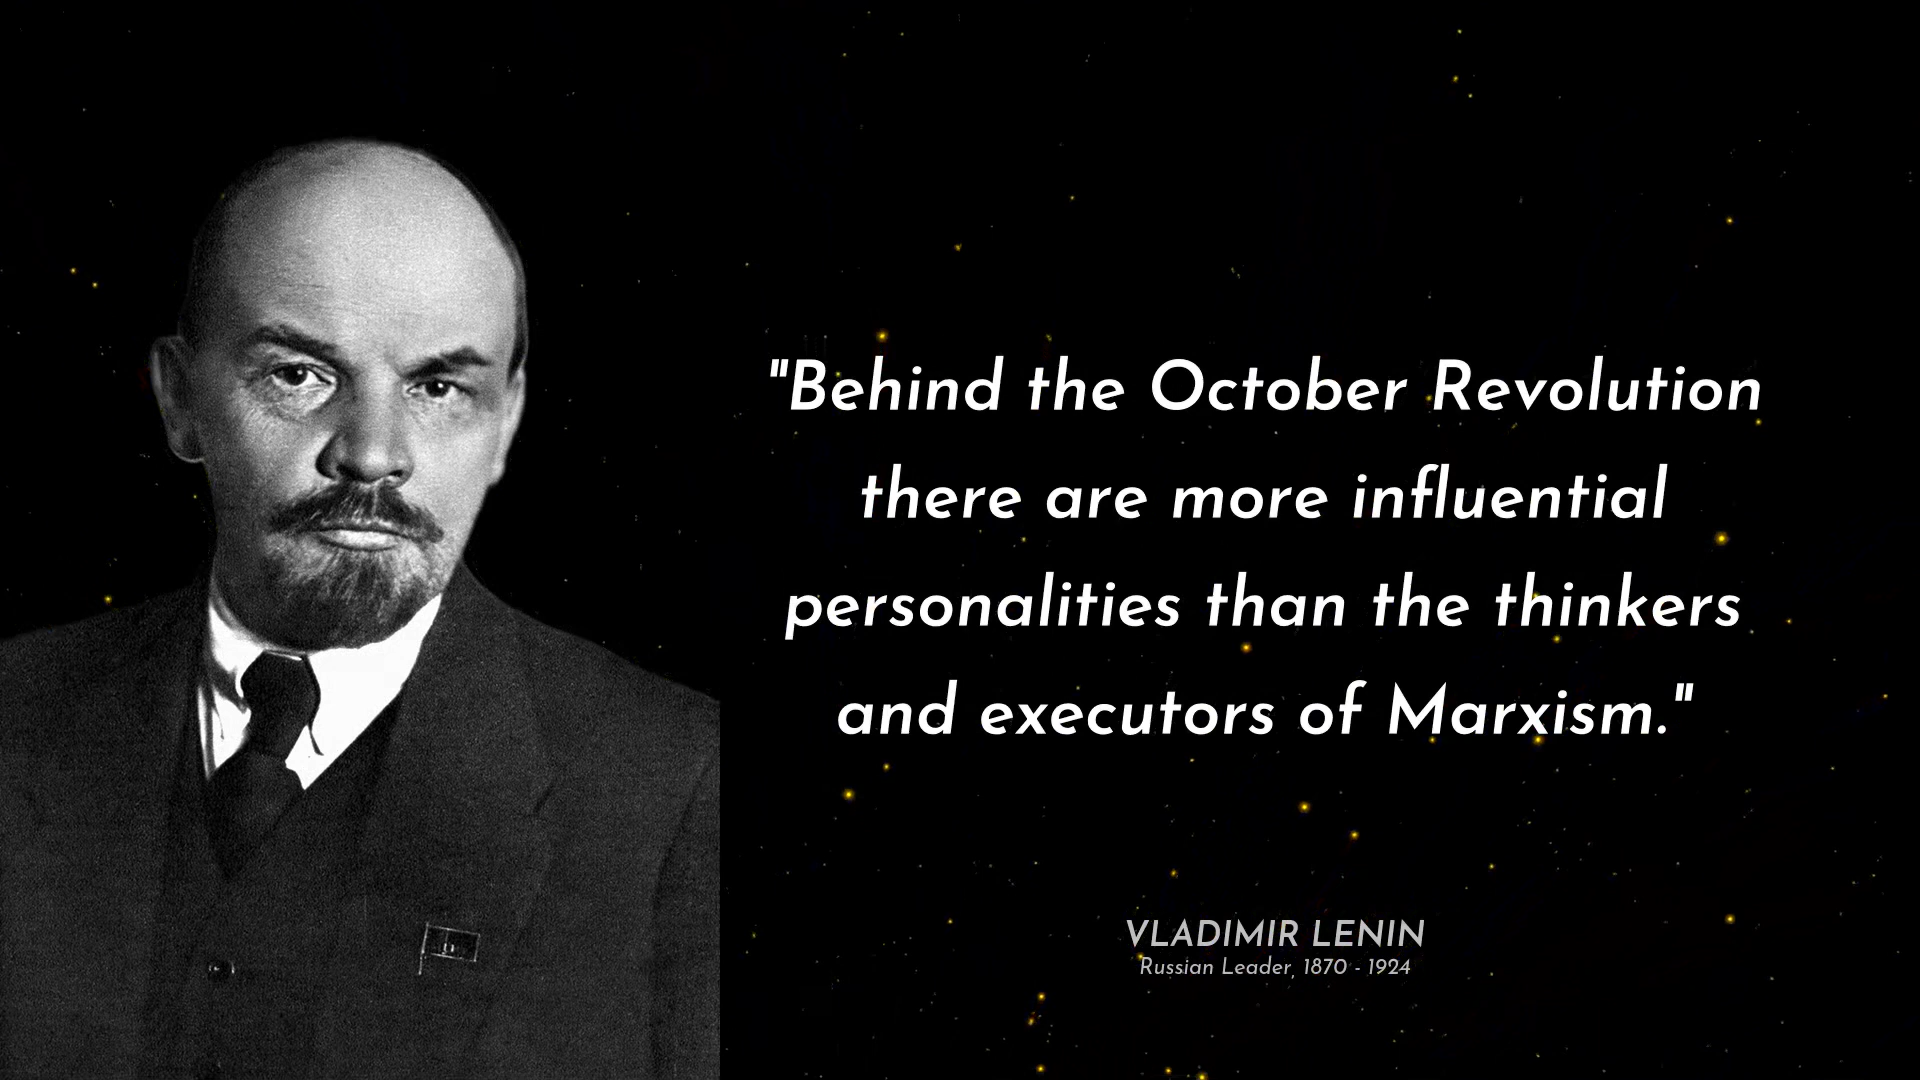 "Behind the October Revolution
there are more influential
personalities than the thinkers
and executors of Marxism."
VLADIMIR LENIN
Russian Leader, 1870 - 1924